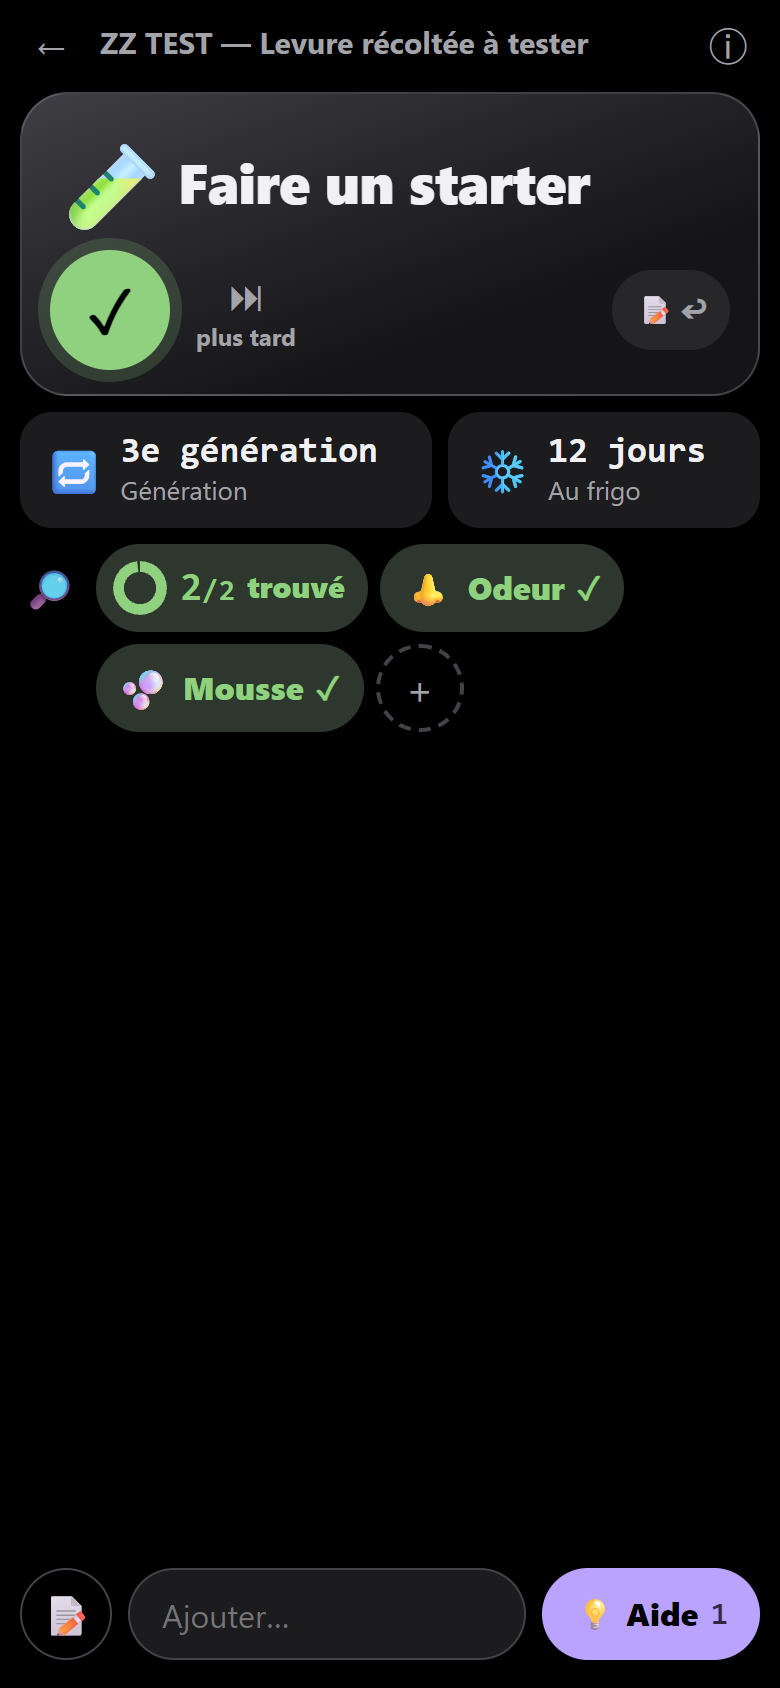 ← ZZ TEST — Levure récoltée à tester ⓘ
Faire un starter
✓
plus tard
3e génération
Génération
12 jours
Au frigo
2/2 trouvé
Odeur ✓
Mousse ✓
+
Ajouter...
Aide 1